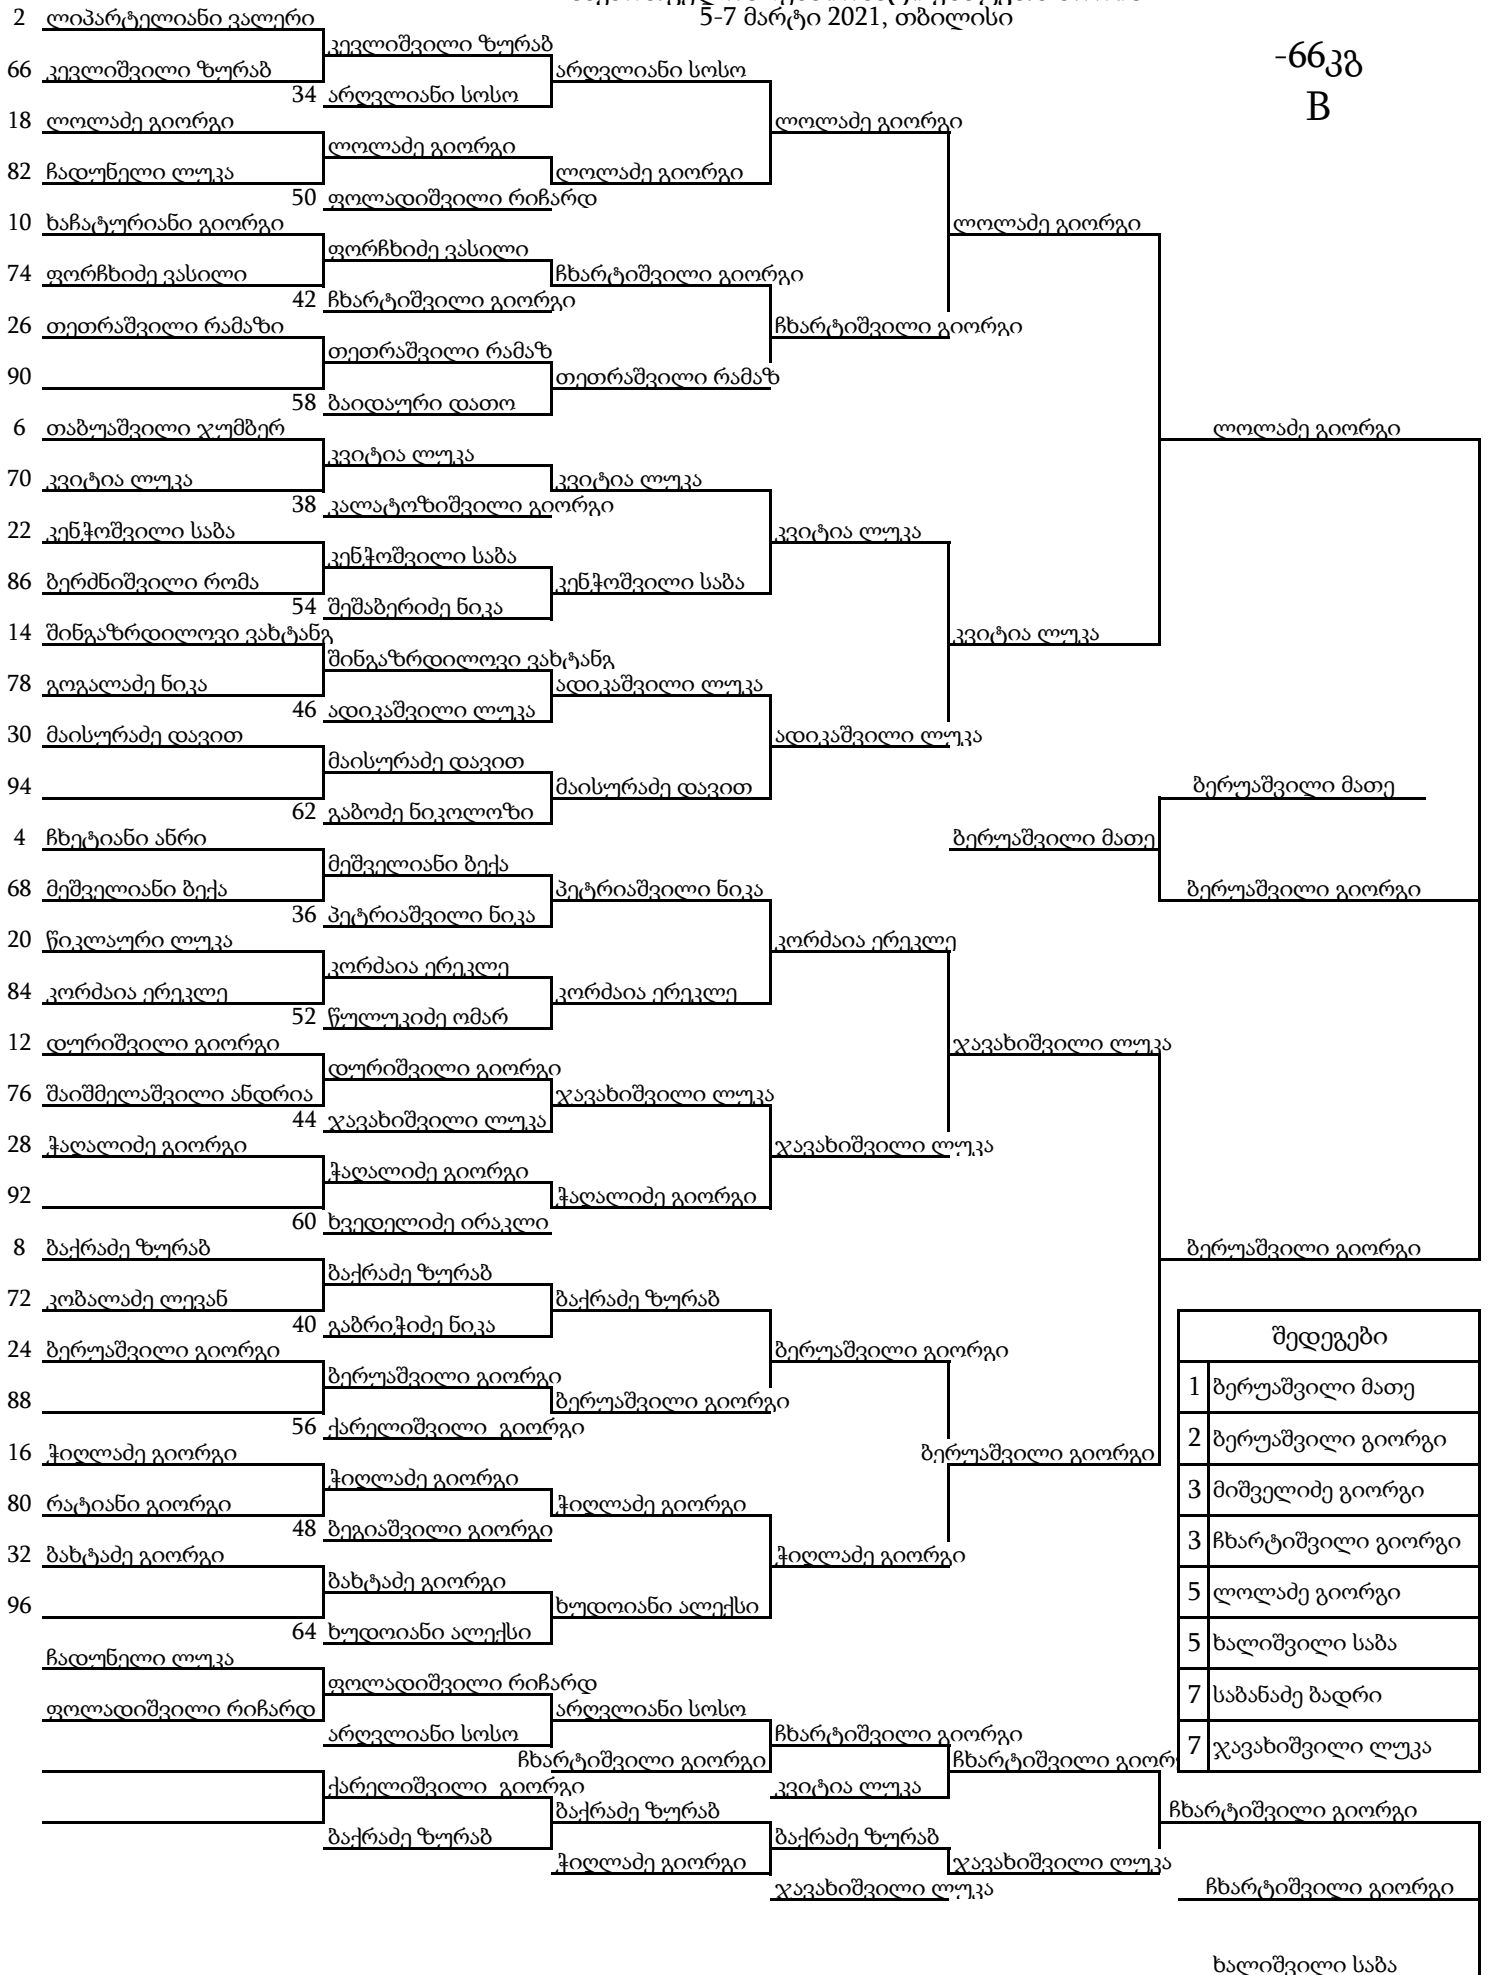 5-7 მარტი 2021, თბილისი
-66კგ
B
2 ლიპარტელიანი ვალერი
კევლიშვილი ზურაბ
66 კევლიშვილი ზურაბ
არღვლიანი სოსო
34 არღვლიანი სოსო
18 ლოლაძე გიორგი
ლოლაძე გიორგი
ლოლაძე გიორგი
82 ჩადუნელი ლუკა
ლოლაძე გიორგი
50 ფოლადიშვილი რიჩარდ
10 ხაჩატურიანი გიორგი
ლოლაძე გიორგი
ფორჩხიძე ვასილი
74 ფორჩხიძე ვასილი
ჩხარტიშვილი გიორგი
42 ჩხარტიშვილი გიორგი
26 თეთრაშვილი რამაზი
ჩხარტიშვილი გიორგი
თეთრაშვილი რამაზ
90
თეთრაშვილი რამაზ
58 ბაიდაური დათო
6 თაბუაშვილი ჯუმბერ
ლოლაძე გიორგი
კვიტია ლუკა
70 კვიტია ლუკა
კვიტია ლუკა
38 კალატოზიშვილი გიორგი
22 კენჭოშვილი საბა
კვიტია ლუკა
კენჭოშვილი საბა
86 ბერძნიშვილი რომა
კენჭოშვილი საბა
54 შეშაბერიძე ნიკა
14 შინგაზრდილოვი ვახტანგ
კვიტია ლუკა
შინგაზრდილოვი ვახტანგ
78 გოგალაძე ნიკა
ადიკაშვილი ლუკა
46 ადიკაშვილი ლუკა
30 მაისურაძე დავით
ადიკაშვილი ლუკა
მაისურაძე დავით
94
მაისურაძე დავით
ბერუაშვილი მათე
62 გაბოძე ნიკოლოზი
4 ჩხეტიანი ანრი
ბერუაშვილი მათე
მეშველიანი ბექა
68 მეშველიანი ბექა
პეტრიაშვილი ნიკა
ბერუაშვილი გიორგი
36 პეტრიაშვილი ნიკა
20 წიკლაური ლუკა
კორძაია ერეკლე
კორძაია ერეკლე
84 კორძაია ერეკლე
კორძაია ერეკლე
52 წულუკიძე ომარ
12 დურიშვილი გიორგი
ჯავახიშვილი ლუკა
დურიშვილი გიორგი
76 შაიშმელაშვილი ანდრია
ჯავახიშვილი ლუკა
44 ჯავახიშვილი ლუკა
28 ჭაღალიძე გიორგი
ჯავახიშვილი ლუკა
ჭაღალიძე გიორგი
92
ჭაღალიძე გიორგი
60 ხვედელიძე ირაკლი
8 ბაქრაძე ზურაბ
ბერუაშვილი გიორგი
ბაქრაძე ზურაბ
72 კობალაძე ლევან
ბაქრაძე ზურაბ
40 გაბრიჭიძე ნიკა
შედეგები
24 ბერუაშვილი გიორგი
ბერუაშვილი გიორგი
ბერუაშვილი გიორგი
1 ბერუაშვილი მათე
88
ბერუაშვილი გიორგი
56 ქარელიშვილი გიორგი
2 ბერუაშვილი გიორგი
16 ჭიღლაძე გიორგი
ბერუაშვილი გიორგი
ჭიღლაძე გიორგი
3 მიშველიძე გიორგი
80 რატიანი გიორგი
ჭიღლაძე გიორგი
48 ბეგიაშვილი გიორგი
3 ჩხარტიშვილი გიორგი
32 ბახტაძე გიორგი
ჭიღლაძე გიორგი
ბახტაძე გიორგი
5 ლოლაძე გიორგი
96
ხუდოიანი ალექსი
64 ხუდოიანი ალექსი
5 ხალიშვილი საბა
ჩადუნელი ლუკა
ფოლადიშვილი რიჩარდ
7 საბანაძე ბადრი
ფოლადიშვილი რიჩარდ
არღვლიანი სოსო
არღვლიანი სოსო
ჩხარტიშვილი გიორგი
7 ჯავახიშვილი ლუკა
ჩხარტიშვილი გიორგი
ჩხარტიშვილი გიორ
ქარელიშვილი გიორგი
კვიტია ლუკა
ბაქრაძე ზურაბ
ჩხარტიშვილი გიორგი
ბაქრაძე ზურაბ
ბაქრაძე ზურაბ
ჭიღლაძე გიორგი
ჯავახიშვილი ლუკა
ჯავახიშვილი ლუკა
ჩხარტიშვილი გიორგი
ხალიშვილი საბა